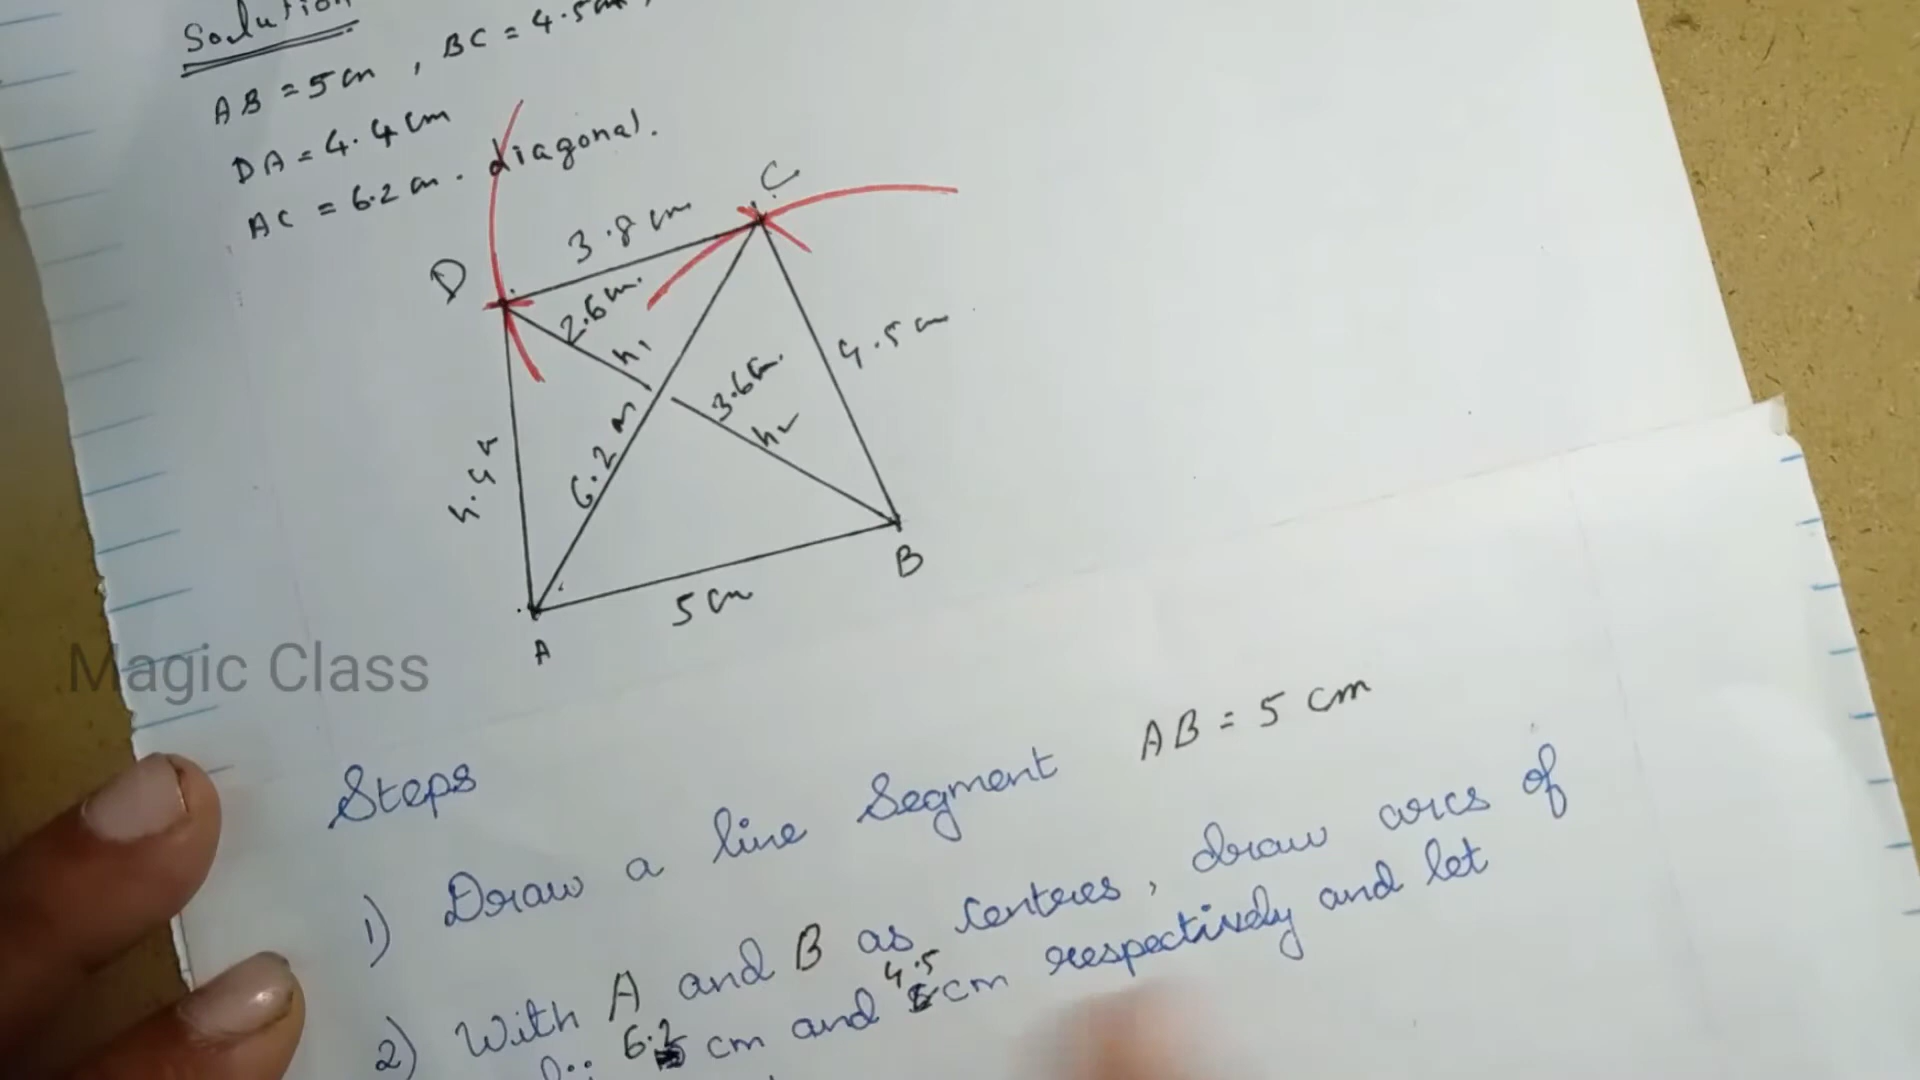 Solution
AB = 5 cm , BC = 4.5 cm,
DA = 4.4 cm
AC = 6.2 cm . diagonal.
C
3.8 cm
D
2.6 cm.
h1
3.6 cm.
h2
4.5 cm
4.4
6.2 m
B
5 cm
A
Magic Class
Steps
1) Draw a line Segment AB = 5 cm
2) With A and B as centres, draw arcs of
6.2 cm and 4.5 cm respectively and let